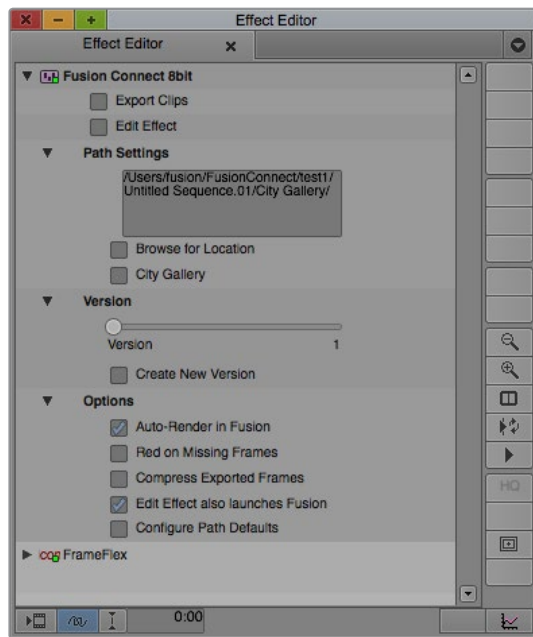 Effect Editor
Effect Editor
Fusion Connect 8bit
Export Clips
Edit Effect
Path Settings
/Users/fusion/FusionConnect/test1/
Untitled Sequence.01/City Gallery/
Browse for Location
City Gallery
Version
Version 1
Create New Version
Options
Auto-Render in Fusion
Red on Missing Frames
Compress Exported Frames
Edit Effect also launches Fusion
Configure Path Defaults
FrameFlex
HQ
0:00